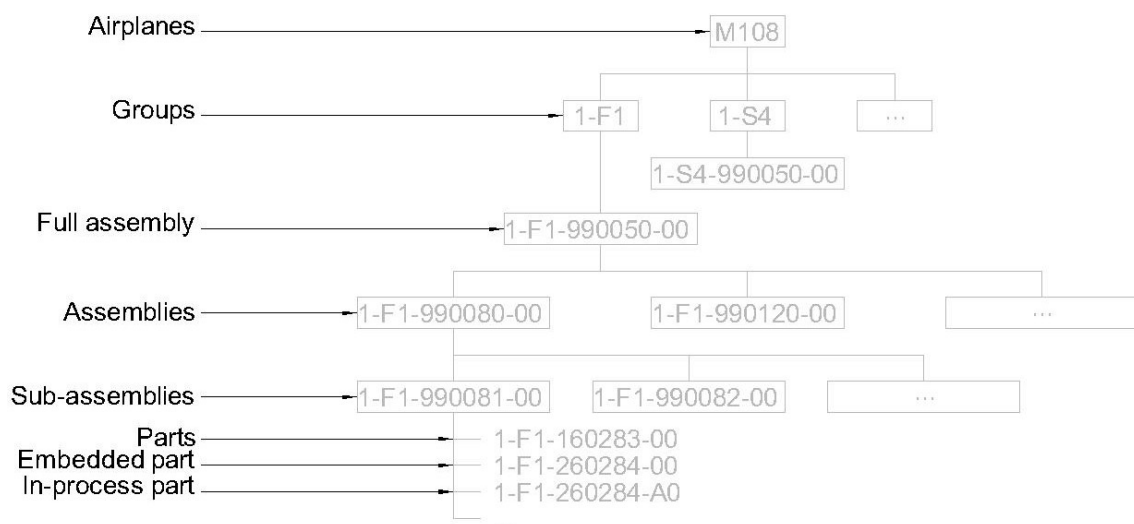 Airplanes M108
Groups 1-F1 1-S4 ...
1-S4-990050-00
Full assembly 1-F1-990050-00
Assemblies 1-F1-990080-00 1-F1-990120-00 ...
Sub-assemblies 1-F1-990081-00 1-F1-990082-00 ...
Parts 1-F1-160283-00
Embedded part 1-F1-260284-00
In-process part 1-F1-260284-A0